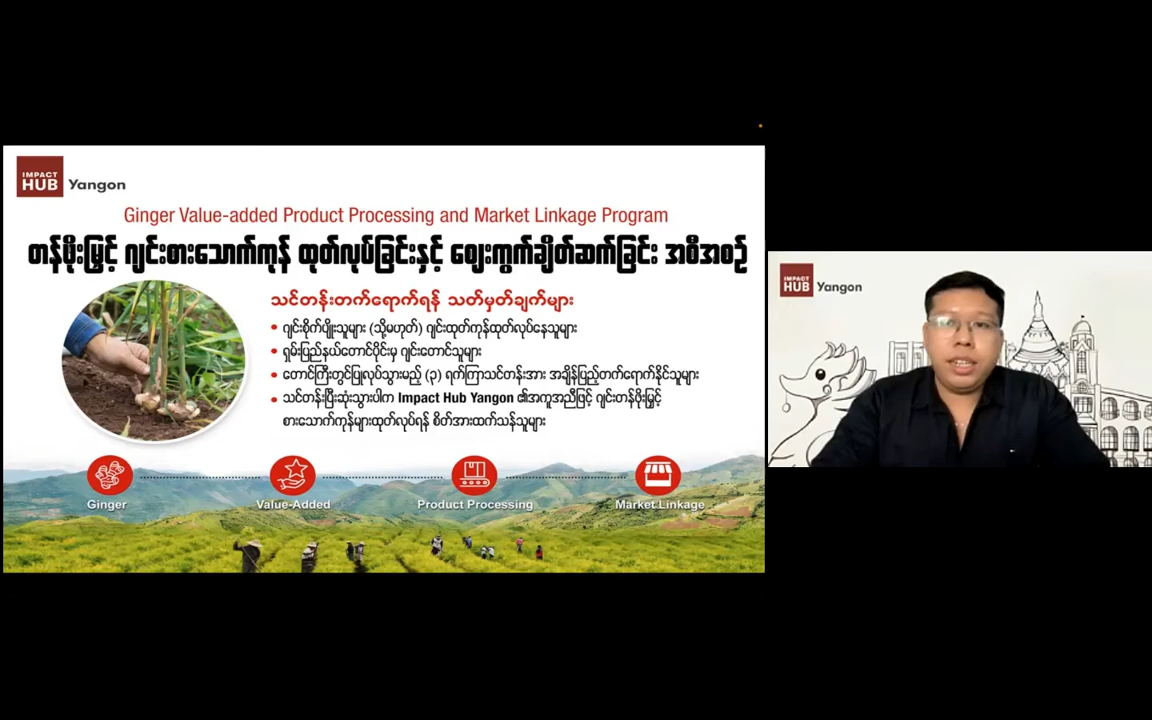 IMPACT
HUB Yangon
Ginger Value-added Product Processing and Market Linkage Program
တန်ဖိုးမြှင့် ဂျင်းစားသောက်ကုန် ထုတ်လုပ်ခြင်းနှင့် ဈေးကွက်ချိတ်ဆက်ခြင်း အစီအစဉ်
သင်တန်းတက်ရောက်ရန် သတ်မှတ်ချက်များ
• ဂျင်းစိုက်ပျိုးသူများ (သို့မဟုတ်) ဂျင်းထုတ်ကုန်ထုတ်လုပ်နေသူများ
• ရှမ်းပြည်နယ်တောင်ပိုင်းမှ ဂျင်းတောင်သူများ
• တောင်ကြီးတွင်ပြုလုပ်သွားမည့် (၃) ရက်ကြာသင်တန်းအား အချိန်ပြည့်တက်ရောက်နိုင်သူများ
• သင်တန်းပြီးဆုံးသွားပါက Impact Hub Yangon ၏အကူအညီဖြင့် ဂျင်းတန်ဖိုးမြှင့်
စားသောက်ကုန်များထုတ်လုပ်ရန် စိတ်အားထက်သန်သူများ
Ginger Value-Added Product Processing Market Linkage
IMPACT
HUB Yangon